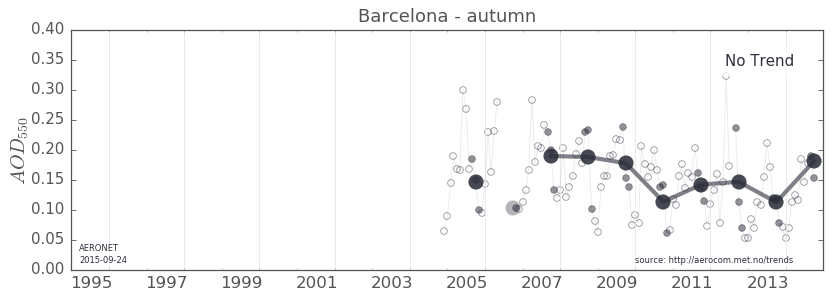 Barcelona - autumn
0.40
0.35
0.30
0.25
0.20
0.15
0.10
0.05
0.00
AOD550
No Trend
AERONET
2015-09-24
source: http://aerocom.met.no/trends
1995 1997 1999 2001 2003 2005 2007 2009 2011 2013